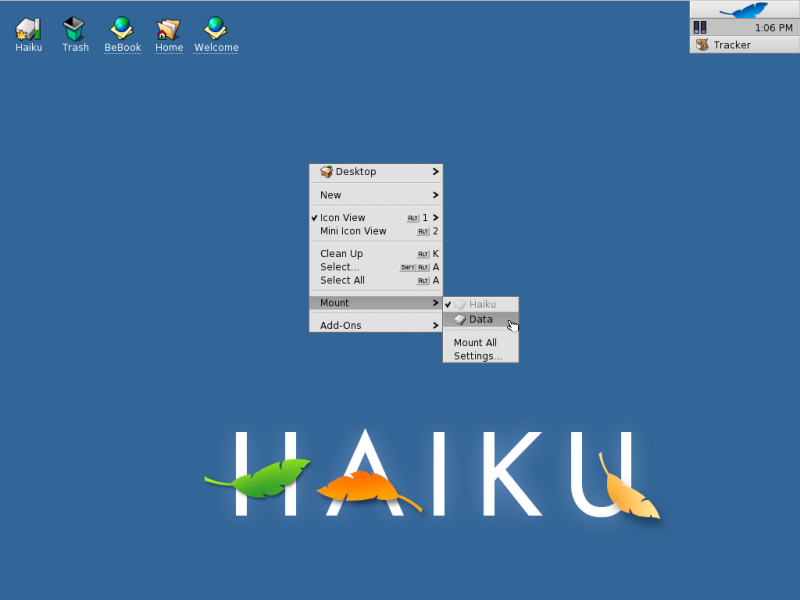 Haiku
Trash
BeBook
Home
Welcome
1:06 PM
Tracker
Desktop
New
Icon View ALT 1
Mini Icon View ALT 2
Clean Up ALT K
Select... SHIFT ALT A
Select All ALT A
Mount
Add-Ons
Haiku
Data
Mount All
Settings...
HAIKU